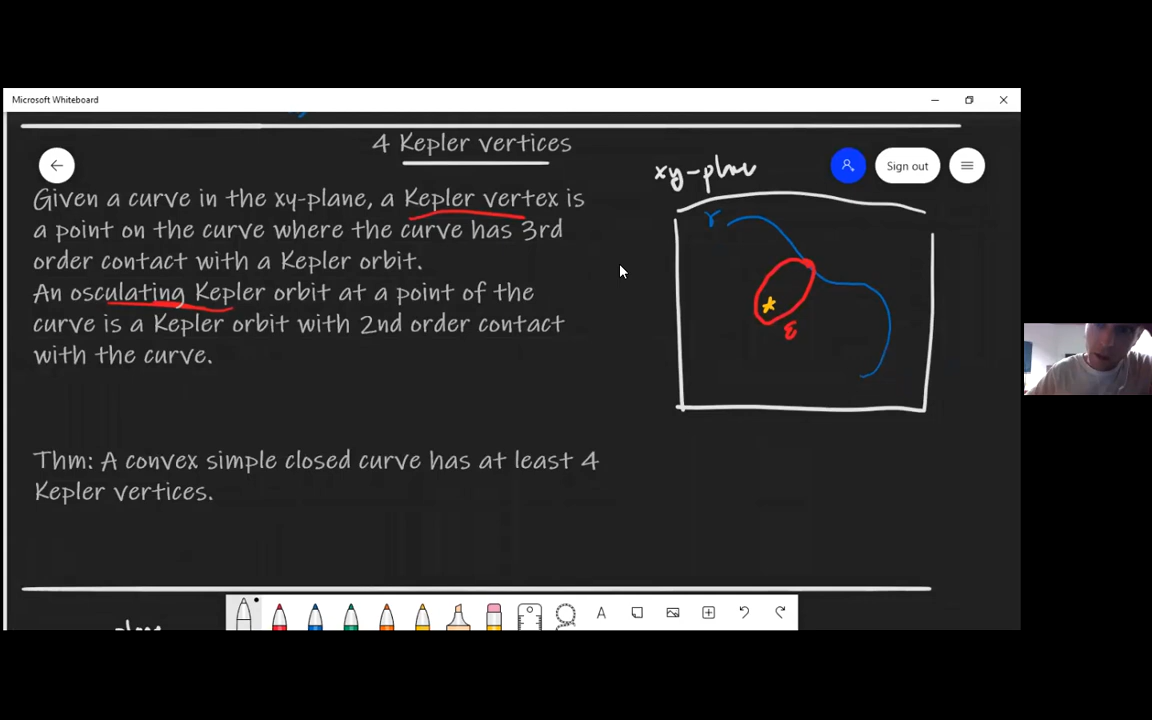 Microsoft Whiteboard
4 Kepler vertices
xy-plane
Sign out
Given a curve in the xy-plane, a Kepler vertex is
a point on the curve where the curve has 3rd
order contact with a Kepler orbit.
An osculating Kepler orbit at a point of the
curve is a Kepler orbit with 2nd order contact
with the curve.
γ
ε
Thm: A convex simple closed curve has at least 4
Kepler vertices.
A